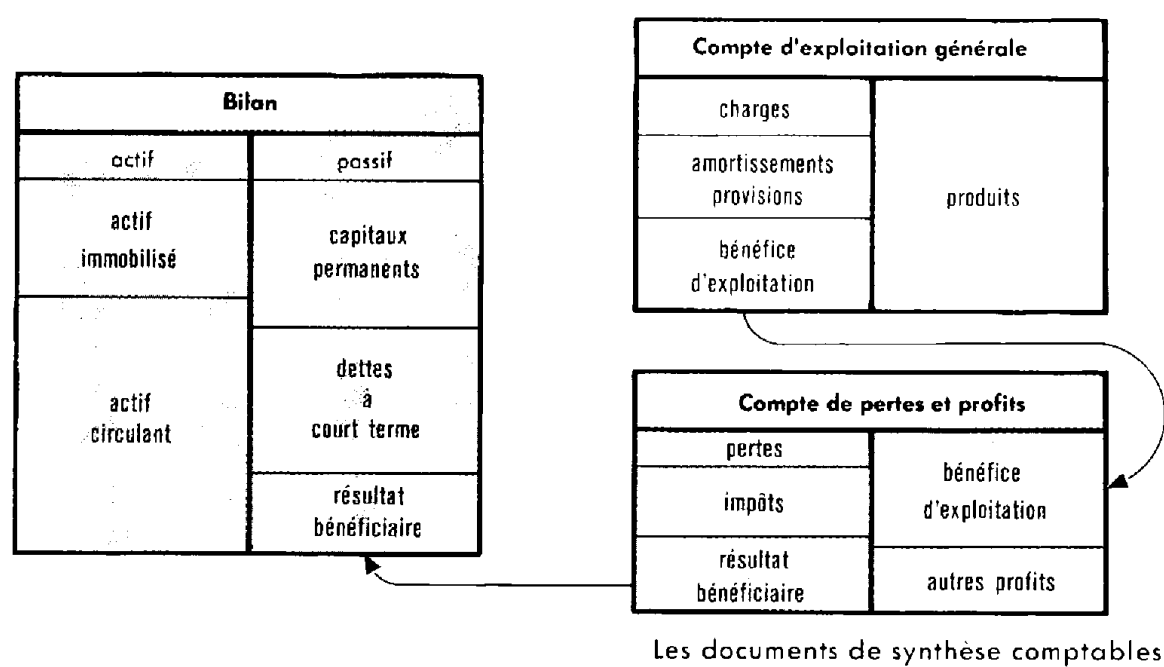 Bilan
actif
passif
actif
immobilisé
capitaux
permanents
actif
circulant
dettes
à
court terme
résultat
bénéficiaire
Compte d'exploitation générale
charges
amortissements
provisions
bénéfice
d'exploitation
produits
Compte de pertes et profits
pertes
impôts
résultat
bénéficiaire
bénéfice
d'exploitation
autres profits
Les documents de synthèse comptables